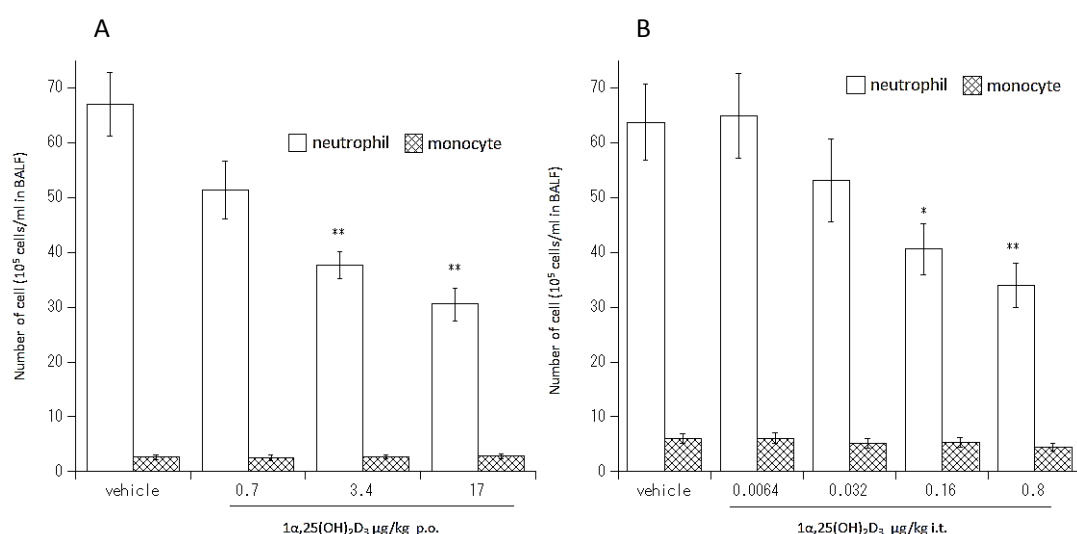 A
Number of cell (10⁵ cells/ml in BALF)
70
60
50
40
30
20
10
0
neutrophil monocyte
**
**
vehicle 0.7 3.4 17
1α,25(OH)₂D₃ μg/kg p.o.
B
Number of cell (10⁵ cells/ml in BALF)
70
60
50
40
30
20
10
0
neutrophil monocyte
*
**
vehicle 0.0064 0.032 0.16 0.8
1α,25(OH)₂D₃ μg/kg i.t.